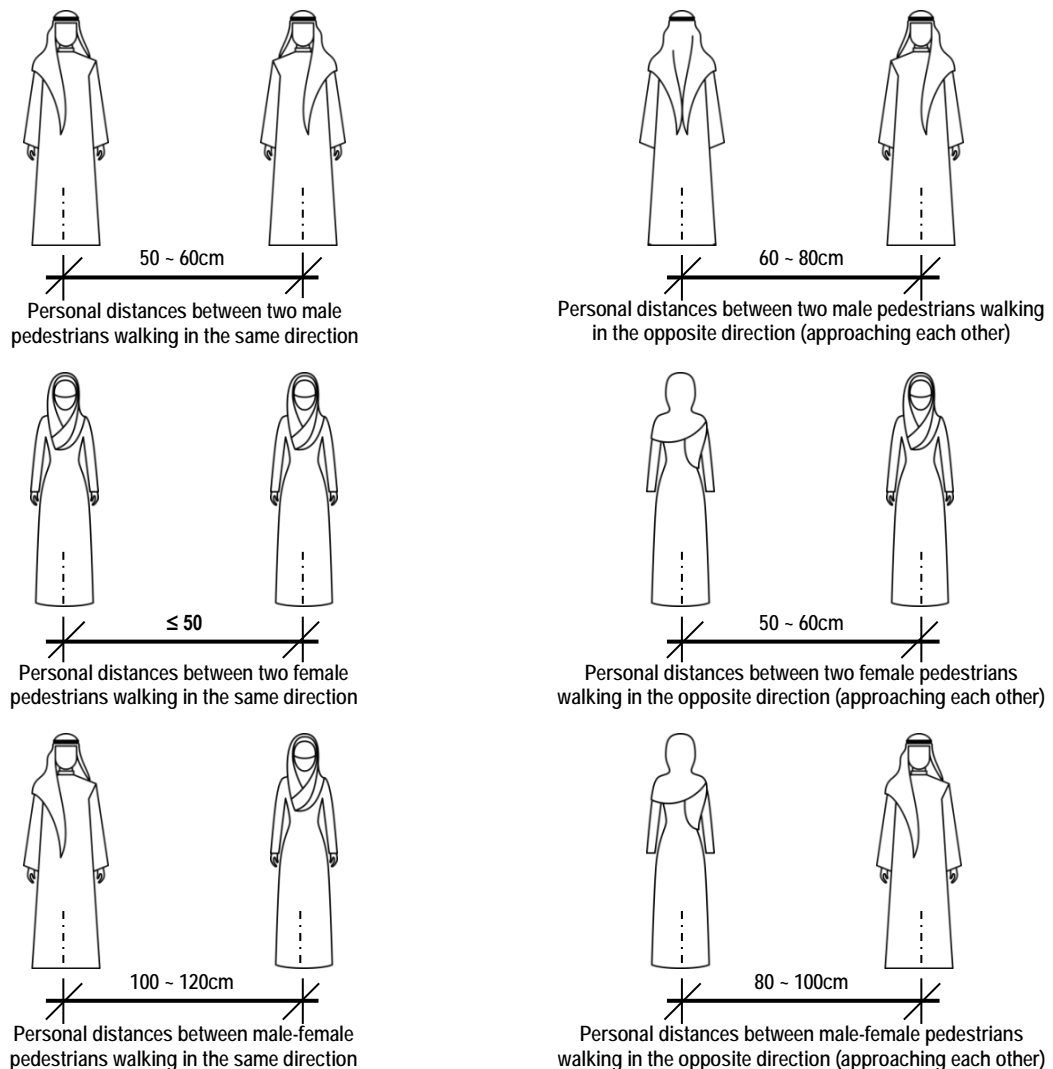 50 ~ 60cm
Personal distances between two male
pedestrians walking in the same direction
60 ~ 80cm
Personal distances between two male pedestrians walking
in the opposite direction (approaching each other)
≤ 50
Personal distances between two female
pedestrians walking in the same direction
50 ~ 60cm
Personal distances between two female pedestrians
walking in the opposite direction (approaching each other)
100 ~ 120cm
Personal distances between male-female
pedestrians walking in the same direction
80 ~ 100cm
Personal distances between male-female pedestrians
walking in the opposite direction (approaching each other)